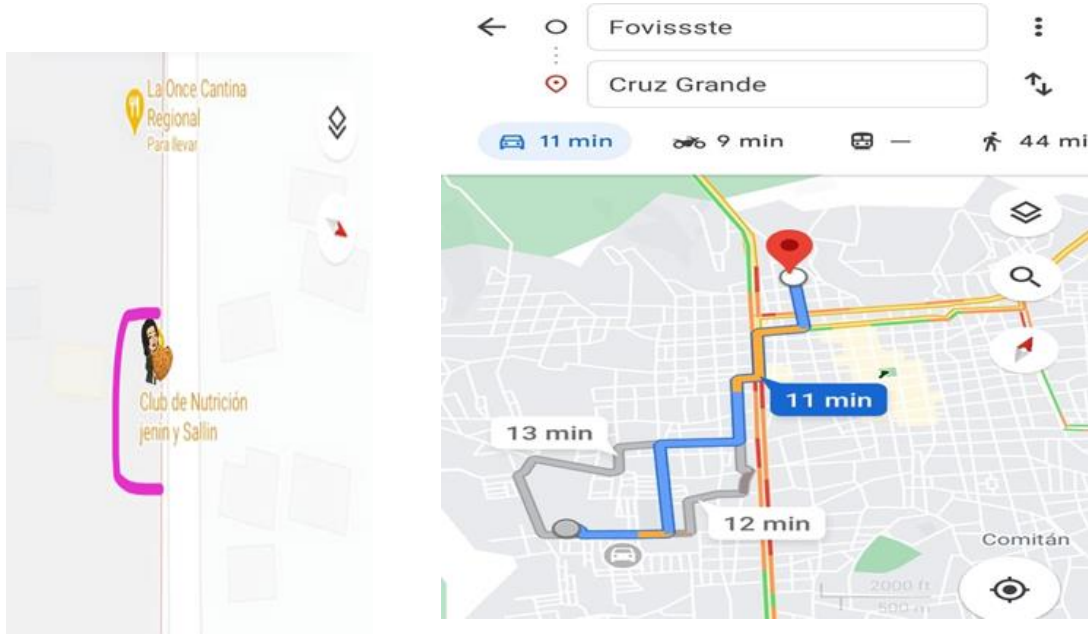 La Once Cantina
Regional
Para llevar
Club de Nutrición
jenin y Sallin
Fovissste
Cruz Grande
11 min
9 min
—
44 mi
11 min
13 min
12 min
Comitán
2000 ft
500 m